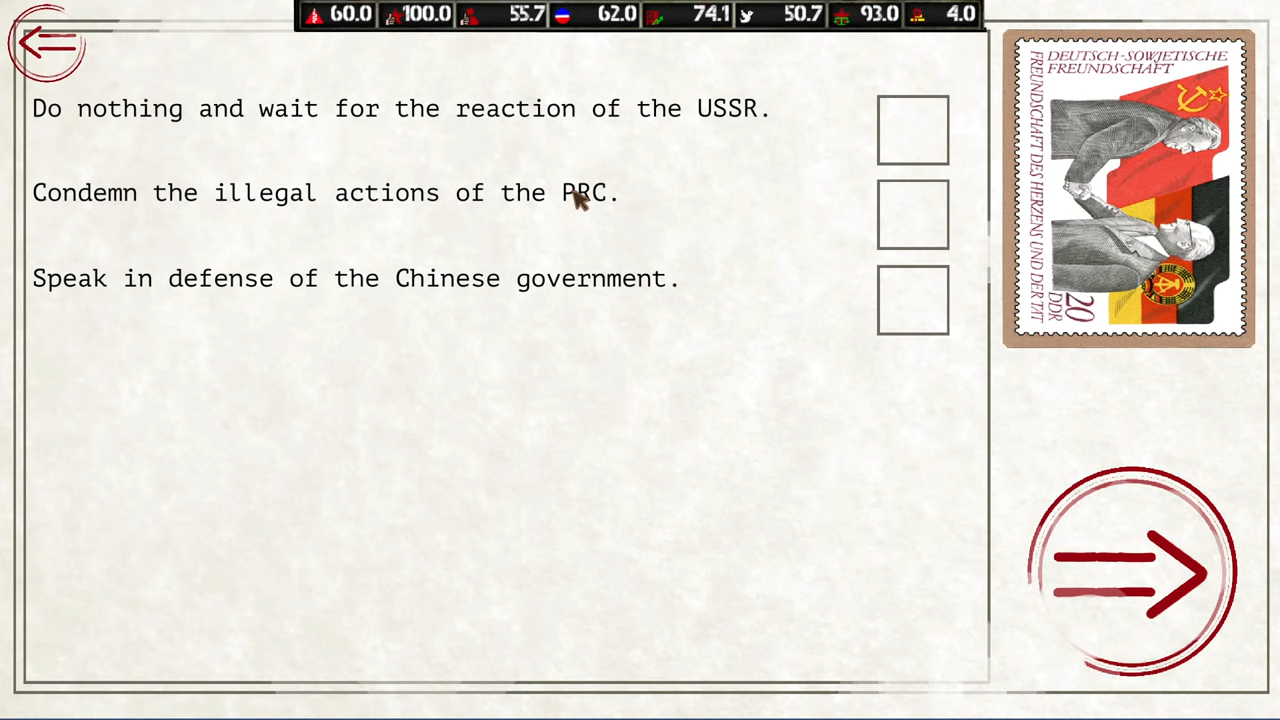 60.0 100.0 55.7 62.0 74.1 50.7 93.0 4.0
Do nothing and wait for the reaction of the USSR.
Condemn the illegal actions of the PRC.
Speak in defense of the Chinese government.
DEUTSCH-SOWJETISCHE
FREUNDSCHAFT
FREUNDSCHAFT DES HERZENS UND DER TAT
DDR
20